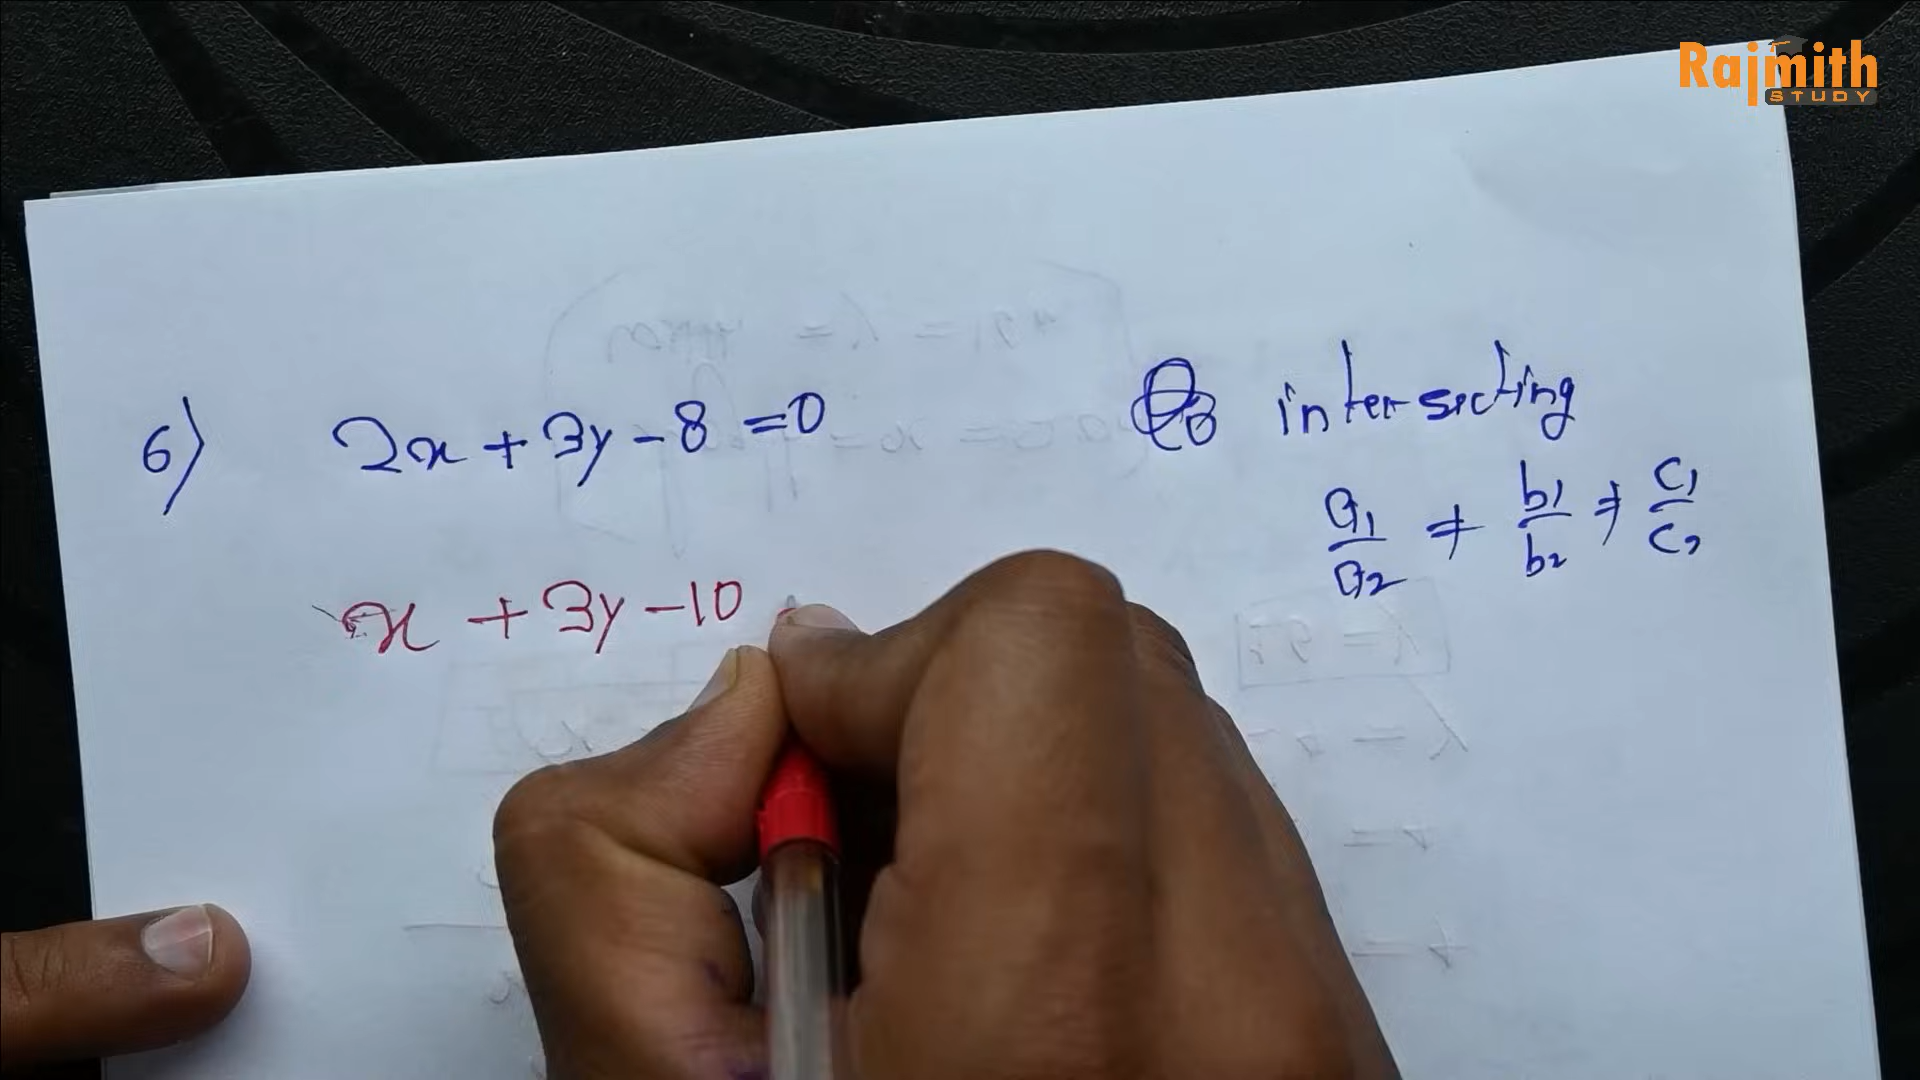 Rajmith
STUDY
6) 2x + 3y - 8 = 0
intersecting
a1/a2 ≠ b1/b2 ≠ c1/c2
x + 3y - 10